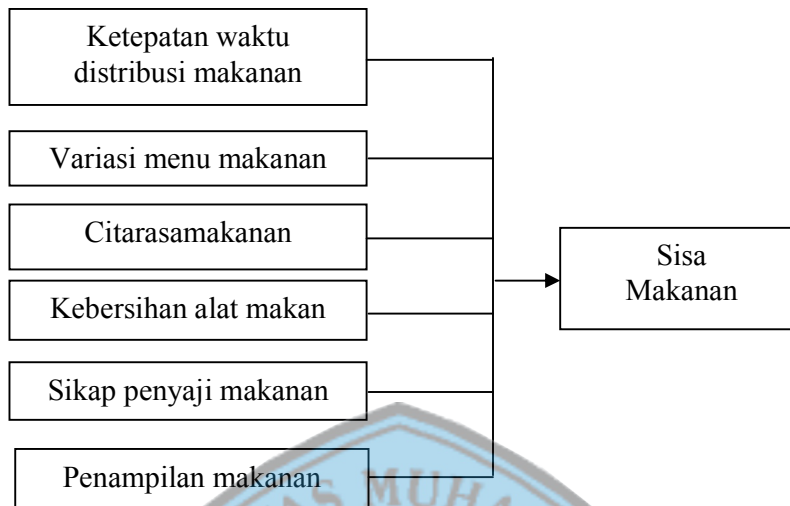 Ketepatan waktu
distribusi makanan
Variasi menu makanan
Citarasamakanan
Kebersihan alat makan
Sikap penyaji makanan
Penampilan makanan
Sisa
Makanan